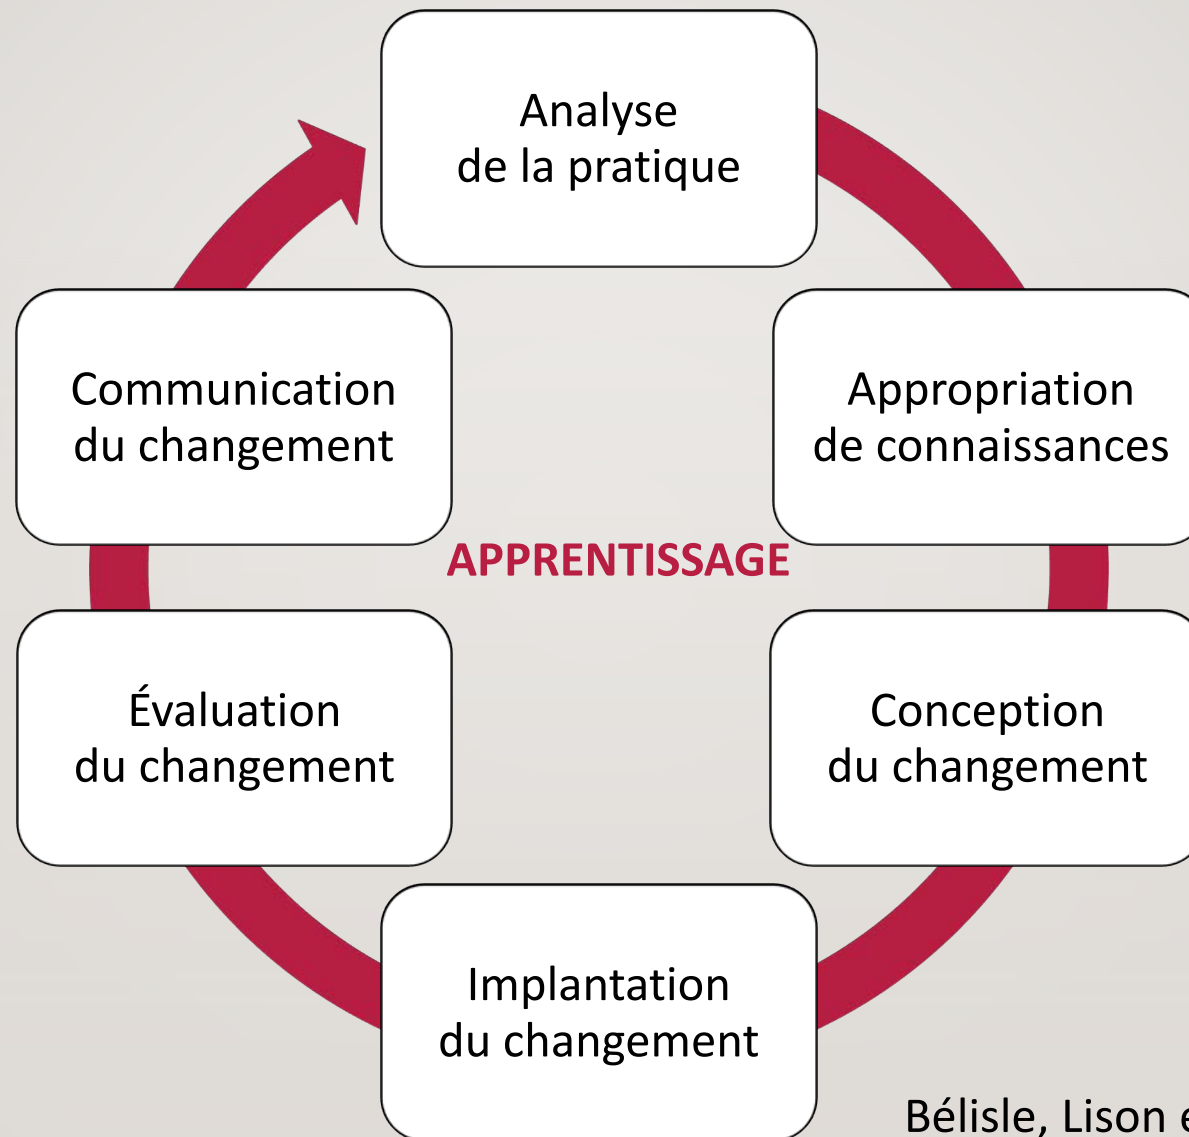 Analyse
de la pratique
Appropriation
de connaissances
Conception
du changement
Implantation
du changement
Évaluation
du changement
Communication
du changement
APPRENTISSAGE
Bélisle, Lison